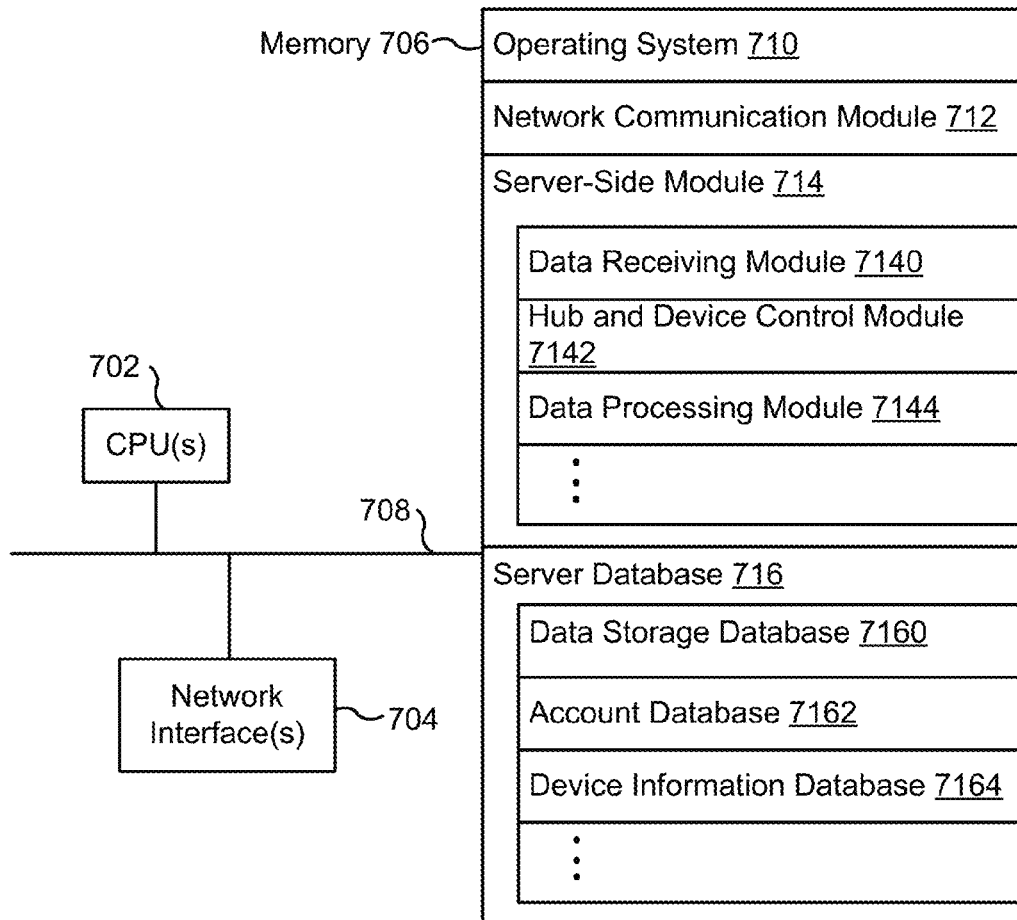 Memory 706
Operating System 710
Network Communication Module 712
Server-Side Module 714
Data Receiving Module 7140
Hub and Device Control Module
7142
Data Processing Module 7144
702
CPU(s)
708
Server Database 716
Data Storage Database 7160
Network
Interface(s)
704
Account Database 7162
Device Information Database 7164